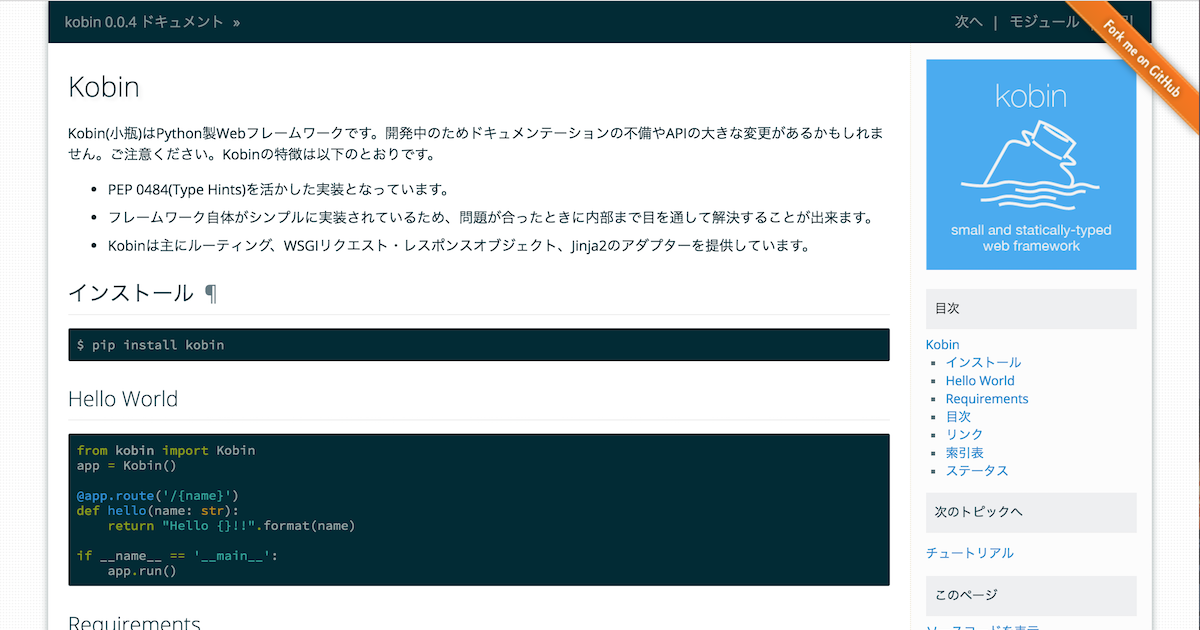 kobin 0.0.4 ドキュメント »
次へ | モジュール
Fork me on GitHub
Kobin
Kobin(小瓶)はPython製Webフレームワークです。開発中のためドキュメンテーションの不備やAPIの大きな変更があるかもしれま
せん。ご注意ください。Kobinの特徴は以下のとおりです。
• PEP 0484(Type Hints)を活かした実装となっています。
• フレームワーク自体がシンプルに実装されているため、問題が合ったときに内部まで目を通して解決することが出来ます。
• Kobinは主にルーティング、WSGIリクエスト・レスポンスオブジェクト、Jinja2のアダプターを提供しています。
インストール ¶
$ pip install kobin
Hello World
from kobin import Kobin
app = Kobin()
@app.route('/{name}')
def hello(name: str):
    return "Hello {}!!".format(name)
if __name__ == '__main__':
    app.run()
Requirements
kobin
small and statically-typed
web framework
目次
Kobin
インストール
Hello World
Requirements
目次
リンク
索引表
ステータス
次のトピックへ
チュートリアル
このページ
ソースコードを表示